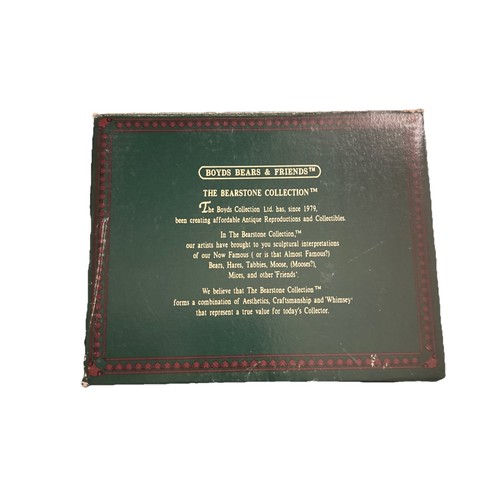 BOYDS BEARS & FRIENDS™
THE BEARSTONE COLLECTION™
The Boyds Collection Ltd. has, since 1979,
been creating affordable Antique Reproductions and Collectibles.
In The Bearstone Collection,™
our artists have brought to you sculptural interpretations
of our Now Famous ( or is that Almost Famous?)
Bears, Hares, Tabbies, Moose, (Mooses?),
Mices, and other 'Friends'.
We believe that The Bearstone Collection™
forms a combination of Aesthetics, Craftsmanship and 'Whimsey'
that represent a true value for today's Collector.